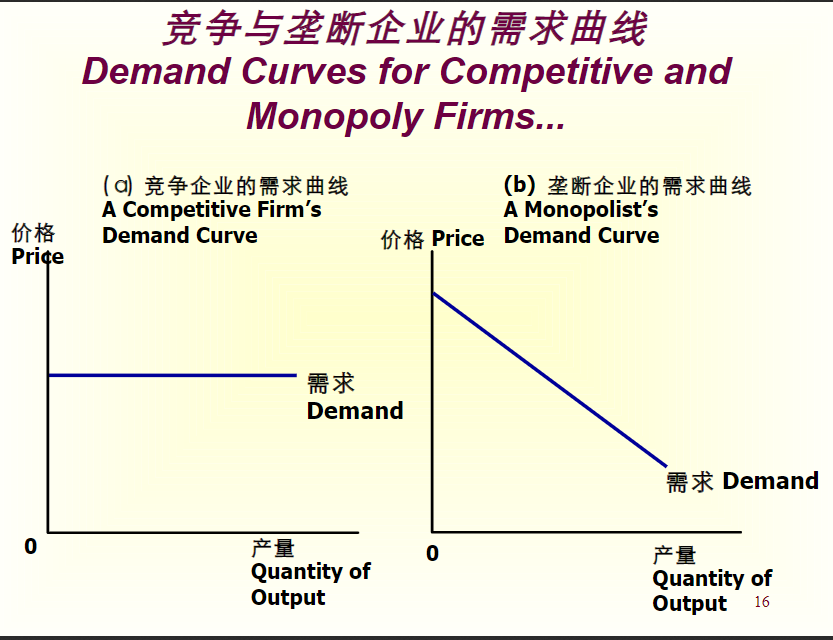 竞争与垄断企业的需求曲线
Demand Curves for Competitive and
Monopoly Firms...
(a) 竞争企业的需求曲线
A Competitive Firm’s
Demand Curve
价格
Price
需求
Demand
0
产量
Quantity of
Output
(b) 垄断企业的需求曲线
A Monopolist’s
Demand Curve
价格 Price
需求 Demand
0
产量
Quantity of
Output
16